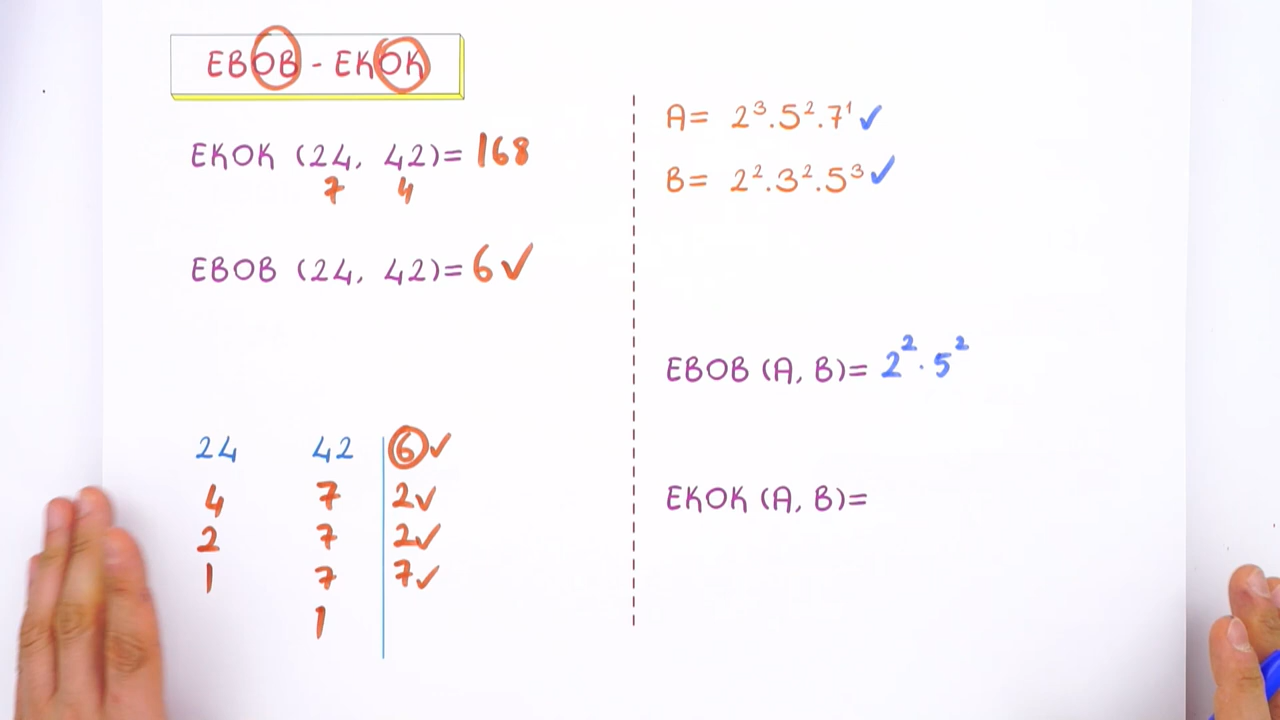 EBOB - EKOK
EKOK (24, 42)= 168
7 4
EBOB (24, 42)= 6✓
24 42 6✓
4 7 2✓
2 7 2✓
1 7 7✓
1
A= 2³.5².7¹✓
B= 2².3².5³✓
EBOB (A, B)= 2².5²
EKOK (A, B)=